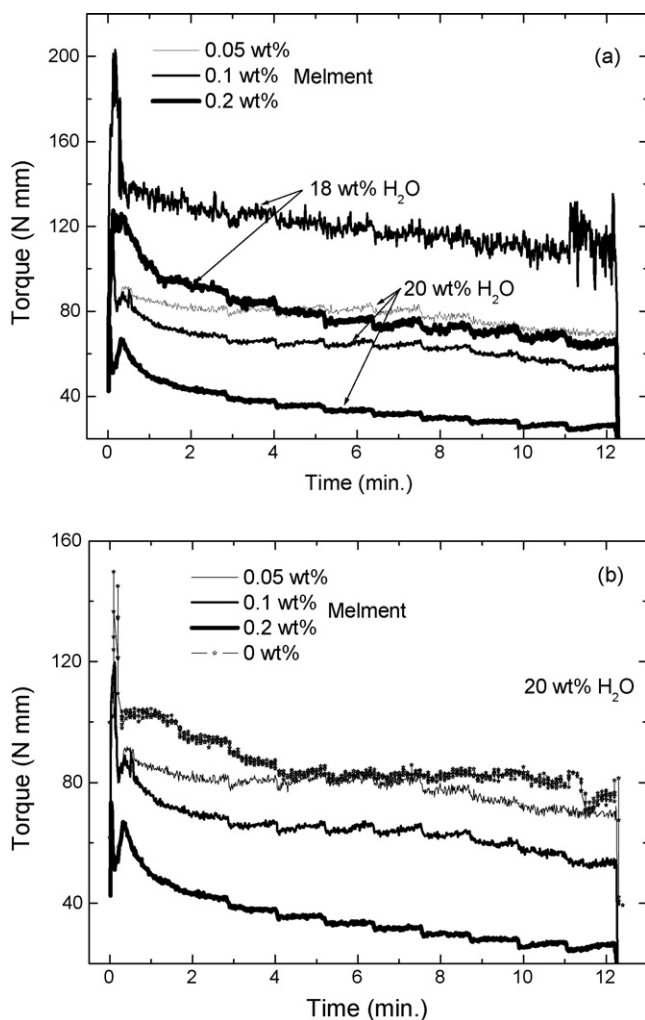 (a)
0.05 wt%
0.1 wt% Melment
0.2 wt%
18 wt% H₂O
20 wt% H₂O
Torque (N mm)
200
160
120
80
40
0 2 4 6 8 10 12
Time (min.)
(b)
0.05 wt%
0.1 wt% Melment
0.2 wt%
0 wt%
20 wt% H₂O
Torque (N mm)
160
120
80
40
0 2 4 6 8 10 12
Time (min.)